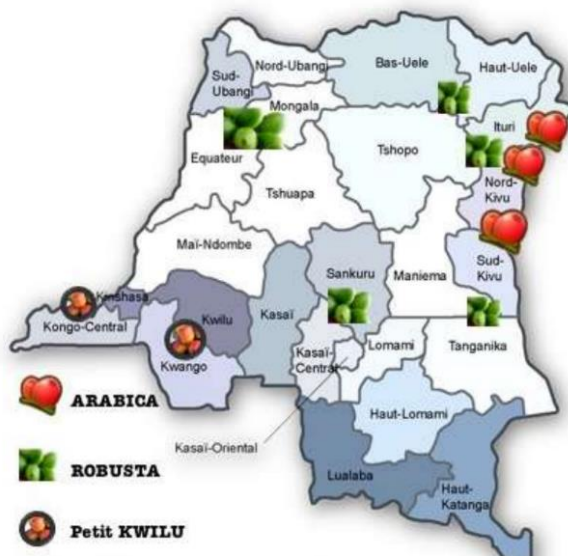 Nord-Ubangi
Bas-Uele
Haut-Uele
Sud-
Ubangi
Mongala
Ituri
Equateur
Tshopo
Nord-
Kivu
Tshuapa
Maï-Ndombe
Sankuru
Maniema
Sud-
Kivu
Kinshasa
Kongo-Central
Kwilu
Kasaï
Kwango
Kasaï-
Central
Lomami
Tanganika
ARABICA
Haut-Lomami
Kasaï-Oriental
ROBUSTA
Lualaba
Haut-
Katanga
Petit KWILU